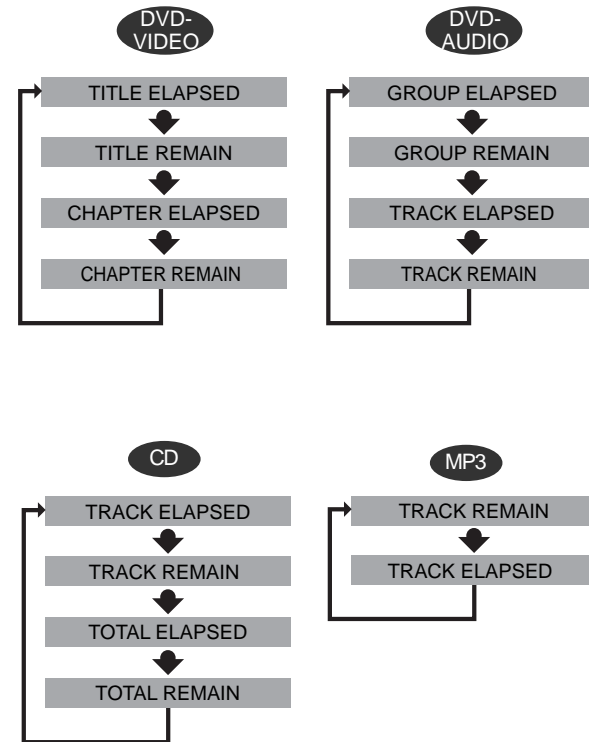 DVD-
VIDEO
TITLE ELAPSED
TITLE REMAIN
CHAPTER ELAPSED
CHAPTER REMAIN
DVD-
AUDIO
GROUP ELAPSED
GROUP REMAIN
TRACK ELAPSED
TRACK REMAIN
CD
TRACK ELAPSED
TRACK REMAIN
TOTAL ELAPSED
TOTAL REMAIN
MP3
TRACK REMAIN
TRACK ELAPSED